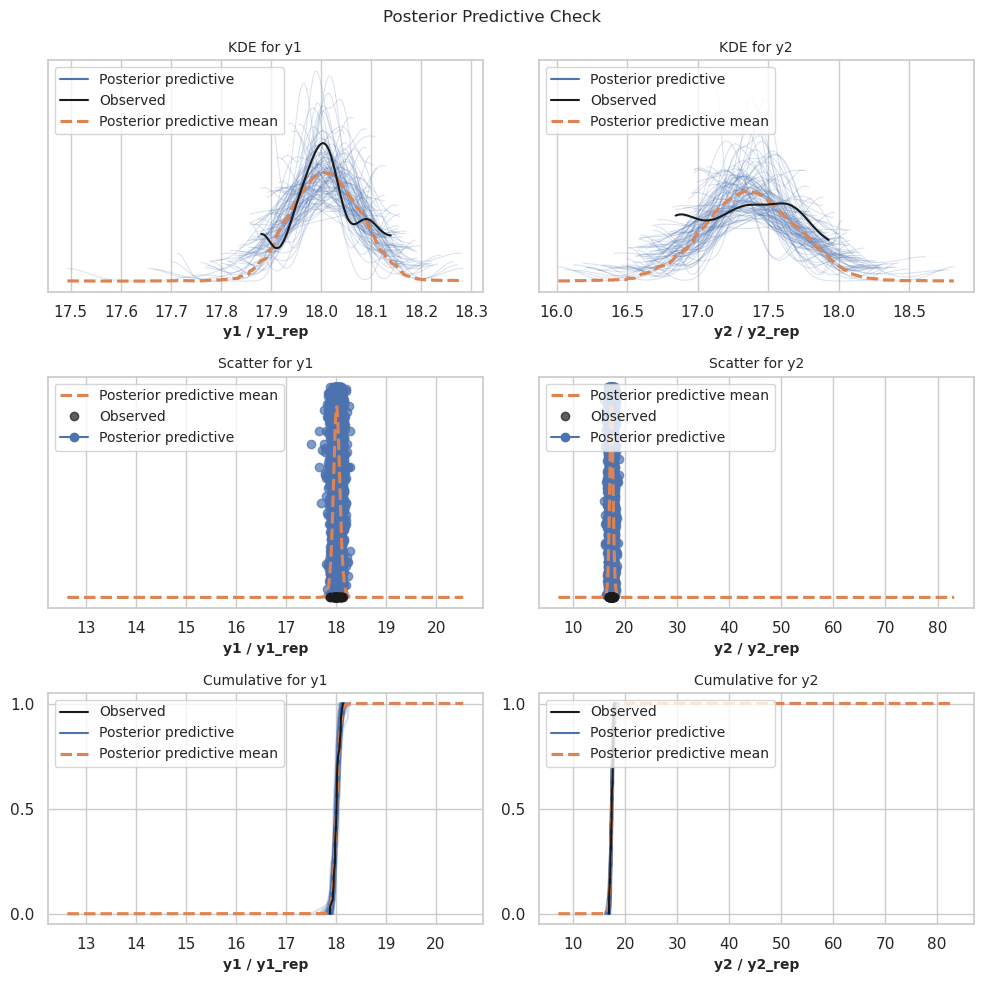 Posterior Predictive Check
KDE for y1
Posterior predictive
Observed
Posterior predictive mean
17.5 17.6 17.7 17.8 17.9 18.0 18.1 18.2 18.3
y1 / y1_rep
KDE for y2
Posterior predictive
Observed
Posterior predictive mean
16.0 16.5 17.0 17.5 18.0 18.5
y2 / y2_rep
Scatter for y1
Posterior predictive mean
Observed
Posterior predictive
13 14 15 16 17 18 19 20
y1 / y1_rep
Scatter for y2
Posterior predictive mean
Observed
Posterior predictive
10 20 30 40 50 60 70 80
y2 / y2_rep
Cumulative for y1
1.0
0.5
0.0
Observed
Posterior predictive
Posterior predictive mean
13 14 15 16 17 18 19 20
y1 / y1_rep
Cumulative for y2
1.0
0.5
0.0
Observed
Posterior predictive
Posterior predictive mean
10 20 30 40 50 60 70 80
y2 / y2_rep